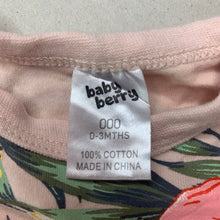 baby
berry
000
0-3MTHS
100% COTTON
MADE IN CHINA